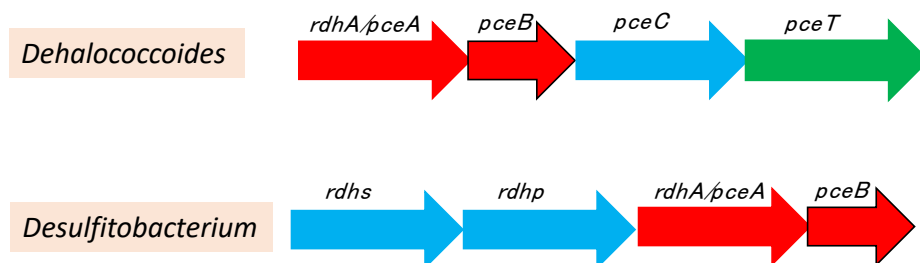 rdhA/pceA pceB pceC pceT
Dehalococcoides
rdhs rdhp rdhA/pceA pceB
Desulfitobacterium